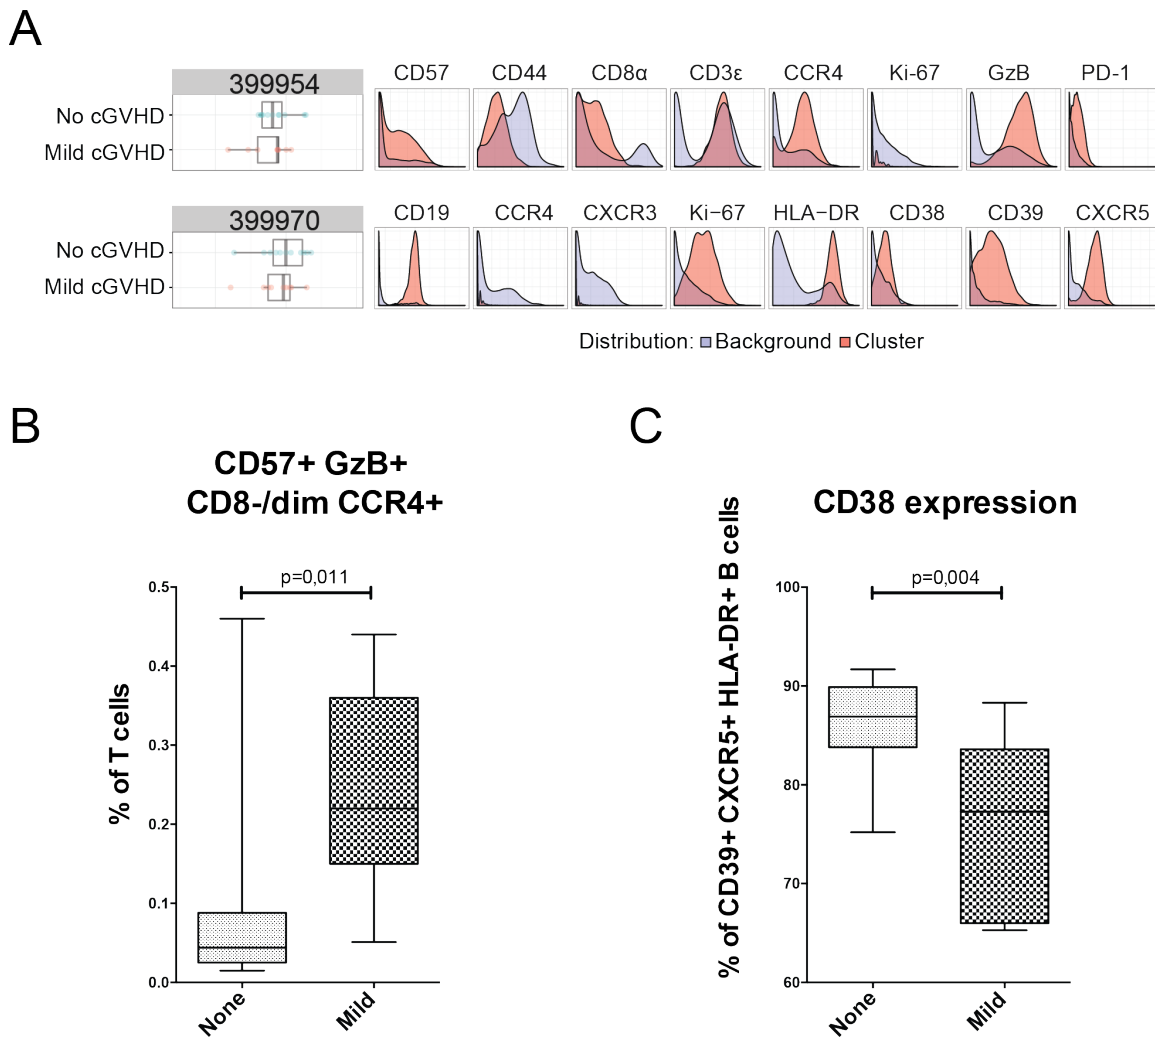 A
399954
No cGVHD
Mild cGVHD
CD57 CD44 CD8α CD3ε CCR4 Ki-67 GzB PD-1
399970
No cGVHD
Mild cGVHD
CD19 CCR4 CXCR3 Ki−67 HLA−DR CD38 CD39 CXCR5
Distribution: Background Cluster
B
CD57+ GzB+
CD8-/dim CCR4+
p=0,011
% of T cells
0.5
0.4
0.3
0.2
0.1
0.0
None
Mild
C
CD38 expression
p=0,004
% of CD39+ CXCR5+ HLA-DR+ B cells
100
90
80
70
60
None
Mild